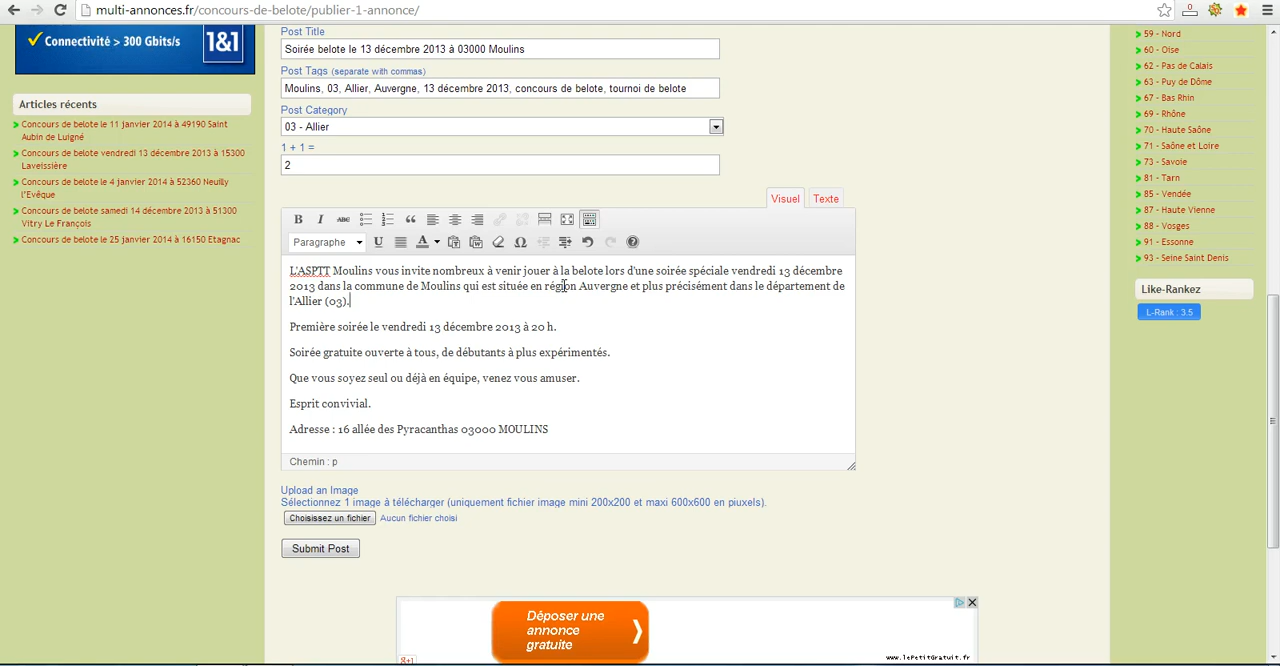 multi-annonces.fr/concours-de-belote/publier-1-annonce/
Connectivité > 300 Gbits/s
1&1
Articles récents
Concours de belote le 11 janvier 2014 à 49190 Saint
Aubin de Luigné
Concours de belote vendredi 13 décembre 2013 à 15300
Laveissière
Concours de belote le 4 janvier 2014 à 52360 Neuilly
l'Evêque
Concours de belote samedi 14 décembre 2013 à 51300
Vitry Le François
Concours de belote le 25 janvier 2014 à 16150 Etagnac
Post Title
Soirée belote le 13 décembre 2013 à 03000 Moulins
Post Tags (separate with commas)
Moulins, 03, Allier, Auvergne, 13 décembre 2013, concours de belote, tournoi de belote
Post Category
03 - Allier
1 + 1 =
2
Visuel Texte
B I ABC
Paragraphe U A Ω
L'ASPTT Moulins vous invite nombreux à venir jouer à la belote lors d'une soirée spéciale vendredi 13 décembre
2013 dans la commune de Moulins qui est située en région Auvergne et plus précisément dans le département de
l'Allier (03).
Première soirée le vendredi 13 décembre 2013 à 20 h.
Soirée gratuite ouverte à tous, de débutants à plus expérimentés.
Que vous soyez seul ou déjà en équipe, venez vous amuser.
Esprit convivial.
Adresse : 16 allée des Pyracanthas 03000 MOULINS
Chemin : p
Upload an Image
Sélectionnez 1 image à télécharger (uniquement fichier image mini 200x200 et maxi 600x600 en piuxels).
Choisissez un fichier Aucun fichier choisi
Submit Post
Déposer une
annonce
gratuite
www.lePetitGratuit.fr
g+1
59 - Nord
60 - Oise
62 - Pas de Calais
63 - Puy de Dôme
67 - Bas Rhin
69 - Rhône
70 - Haute Saône
71 - Saône et Loire
73 - Savoie
81 - Tarn
85 - Vendée
87 - Haute Vienne
88 - Vosges
91 - Essonne
93 - Seine Saint Denis
Like-Rankez
L-Rank : 3.5